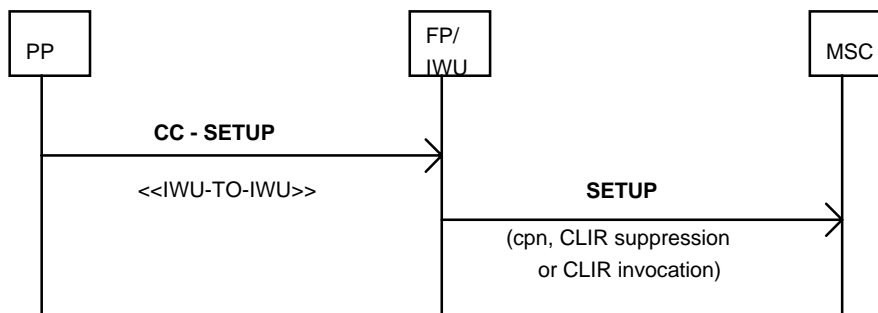 PP
FP/
IWU
MSC
CC - SETUP
<<IWU-TO-IWU>>
SETUP
(cpn, CLIR suppression
or CLIR invocation)